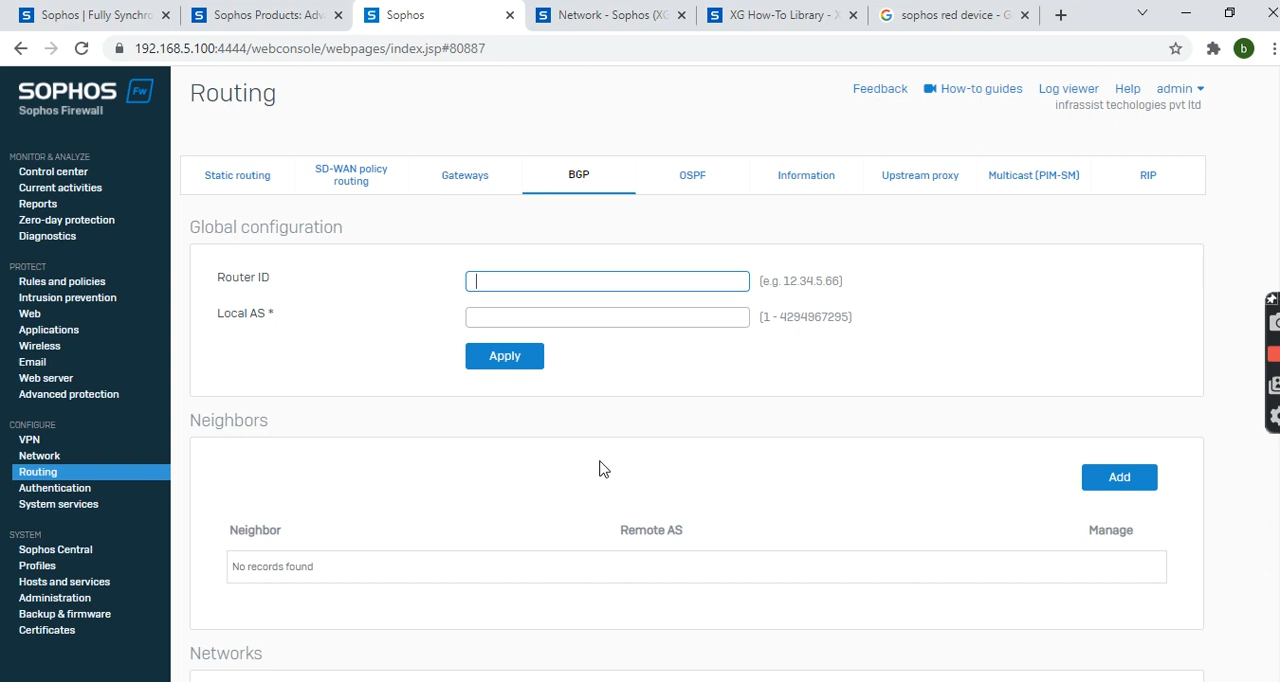 Sophos | Fully Synchro
Sophos Products: Adv
Sophos
Network - Sophos (XG
XG How-To Library - X
sophos red device - G
192.168.5.100:4444/webconsole/webpages/index.jsp#80887
b
SOPHOS Fw
Sophos Firewall
Routing
Feedback How-to guides Log viewer Help admin
infrassist techologies pvt ltd
MONITOR & ANALYZE
Control center
Current activities
Reports
Zero-day protection
Diagnostics
PROTECT
Rules and policies
Intrusion prevention
Web
Applications
Wireless
Email
Web server
Advanced protection
CONFIGURE
VPN
Network
Routing
Authentication
System services
SYSTEM
Sophos Central
Profiles
Hosts and services
Administration
Backup & firmware
Certificates
Static routing
SD-WAN policy
routing
Gateways
BGP
OSPF
Information
Upstream proxy
Multicast (PIM-SM)
RIP
Global configuration
Router ID (e.g. 12.34.5.66)
Local AS * (1 - 4294967295)
Apply
Neighbors
Add
Neighbor Remote AS Manage
No records found
Networks